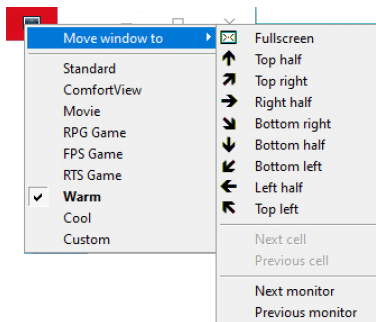 Move window to
Standard
ComfortView
Movie
RPG Game
FPS Game
RTS Game
Warm
Cool
Custom
Fullscreen
Top half
Top right
Right half
Bottom right
Bottom half
Bottom left
Left half
Top left
Next cell
Previous cell
Next monitor
Previous monitor